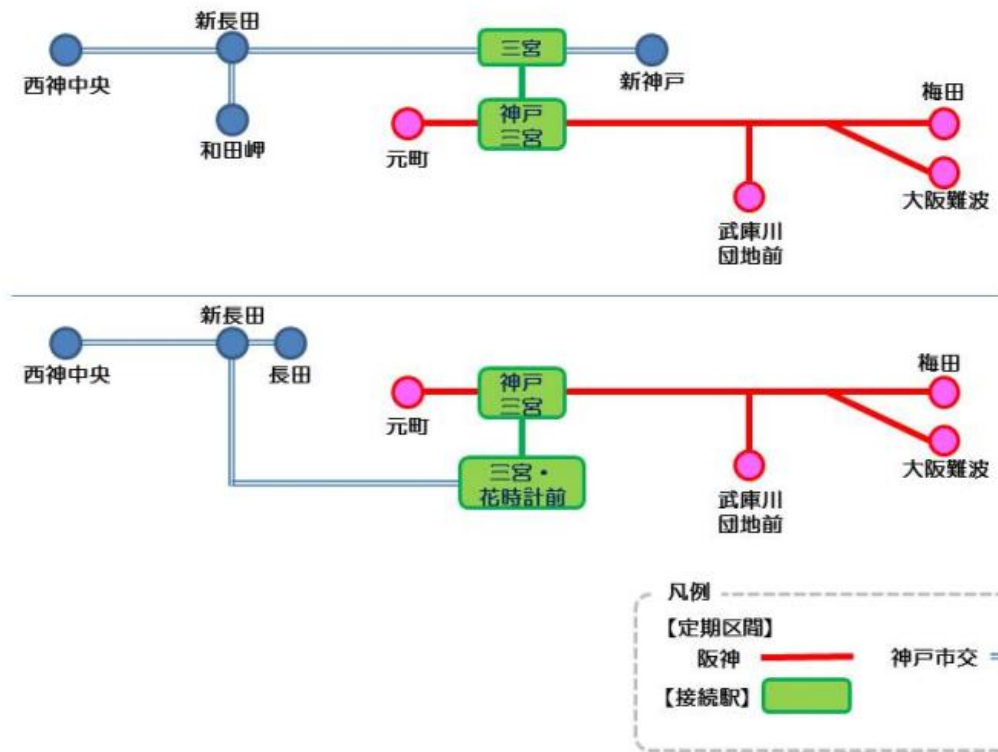 新長田
三宮
西神中央
新神戸
和田岬
元町
神戸
三宮
梅田
大阪難波
武庫川
団地前
新長田
西神中央
長田
元町
神戸
三宮
梅田
大阪難波
三宮・
花時計前
武庫川
団地前
凡例
【定期区間】
阪神
神戸市交
【接続駅】